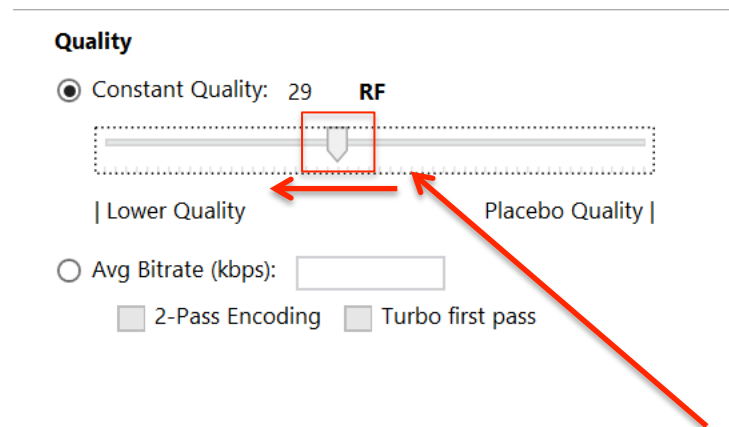 Quality
Constant Quality: 29 RF
| Lower Quality Placebo Quality |
Avg Bitrate (kbps):
2-Pass Encoding Turbo first pass